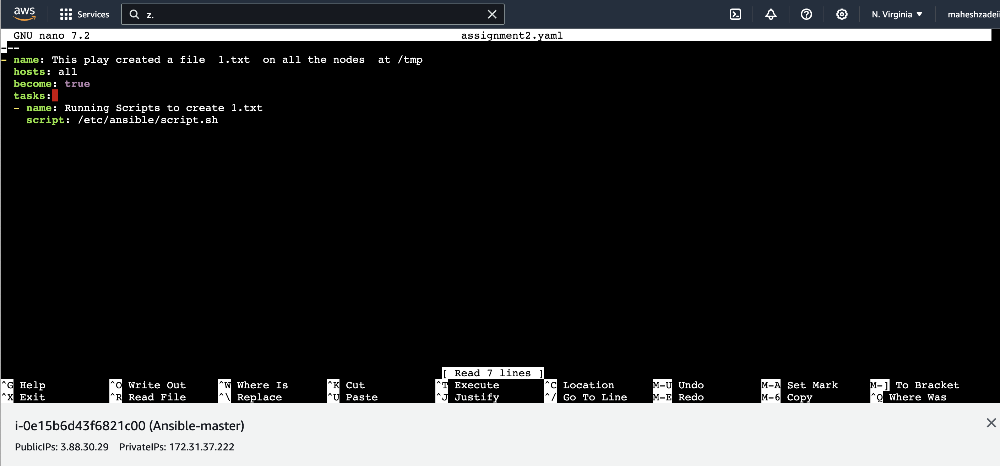 aws Services z. N. Virginia maheshzadeii
GNU nano 7.2 assignment2.yaml
---
- name: This play created a file  1.txt  on all the nodes  at /tmp
  hosts: all
  become: true
  tasks:
  - name: Running Scripts to create 1.txt
    script: /etc/ansible/script.sh
[ Read 7 lines ]
^G Help ^O Write Out ^W Where Is ^K Cut ^T Execute ^C Location M-U Undo M-A Set Mark M-] To Bracket
^X Exit ^R Read File ^\ Replace ^U Paste ^J Justify ^/ Go To Line M-E Redo M-6 Copy ^Q Where Was
i-0e15b6d43f6821c00 (Ansible-master)
PublicIPs: 3.88.30.29 PrivateIPs: 172.31.37.222